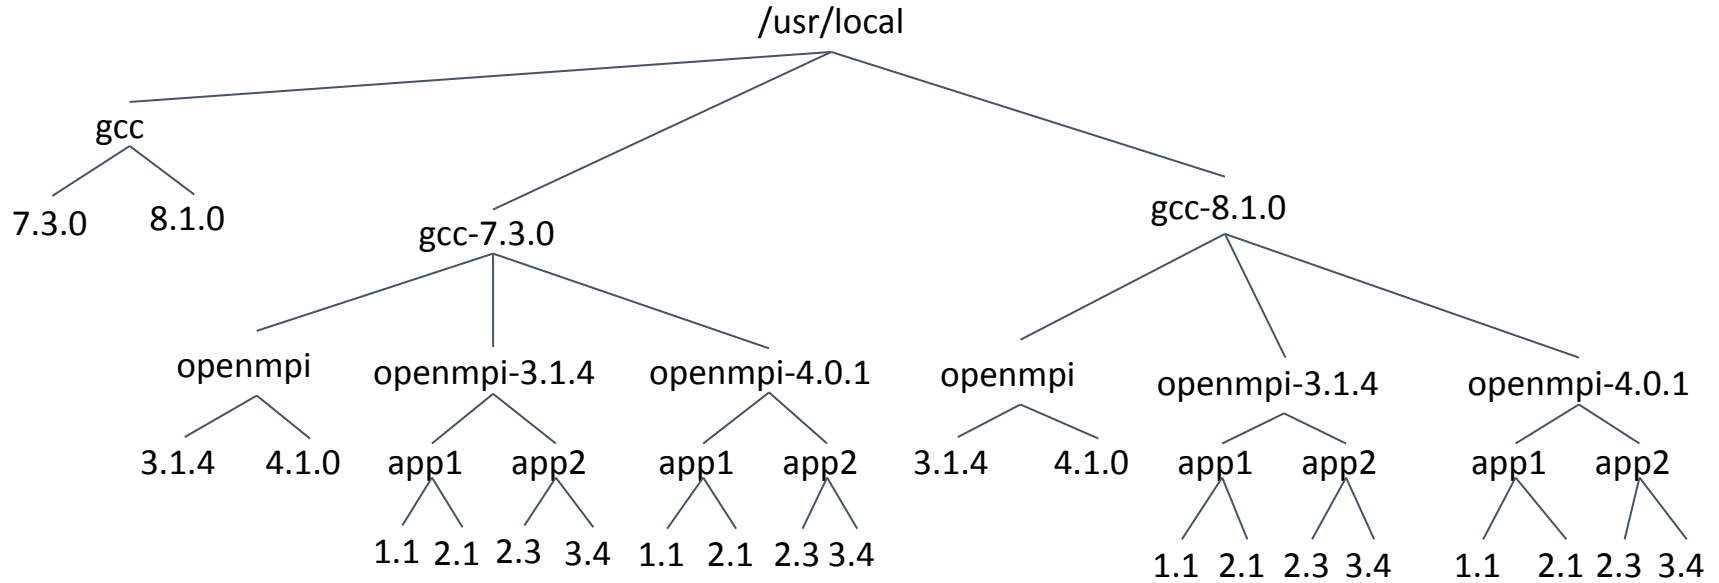 /usr/local
gcc
7.3.0 8.1.0
gcc-7.3.0
gcc-8.1.0
openmpi openmpi-3.1.4 openmpi-4.0.1 openmpi openmpi-3.1.4 openmpi-4.0.1
3.1.4 4.1.0 app1 app2 app1 app2 3.1.4 4.1.0 app1 app2 app1 app2
1.1 2.1 2.3 3.4 1.1 2.1 2.3 3.4 1.1 2.1 2.3 3.4 1.1 2.1 2.3 3.4